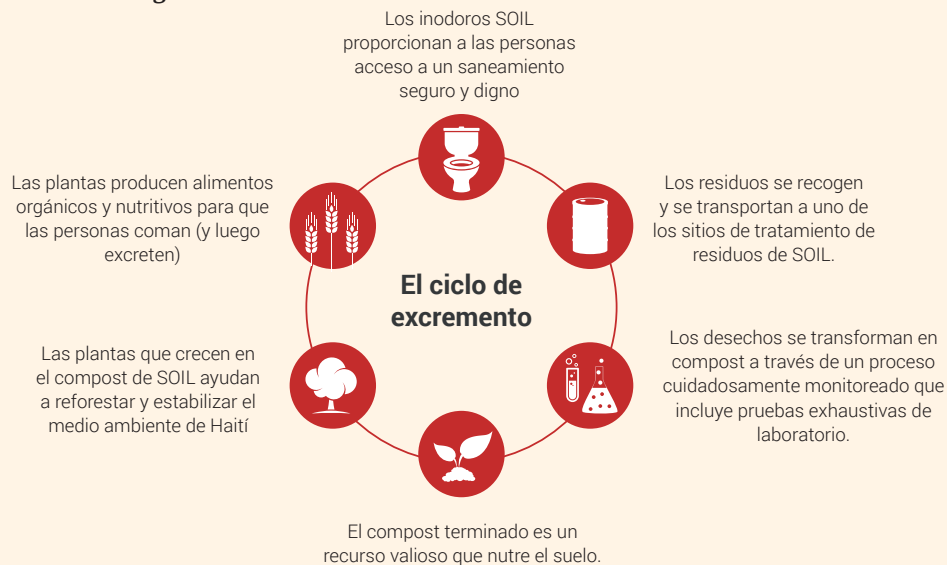 Los inodoros SOIL
proporcionan a las personas
acceso a un saneamiento
seguro y digno
Los residuos se recogen
y se transportan a uno de
los sitios de tratamiento de
residuos de SOIL.
Los desechos se transforman en
compost a través de un proceso
cuidadosamente monitoreado que
incluye pruebas exhaustivas de
laboratorio.
El compost terminado es un
recurso valioso que nutre el suelo.
Las plantas que crecen en
el compost de SOIL ayudan
a reforestar y estabilizar el
medio ambiente de Haití
Las plantas producen alimentos
orgánicos y nutritivos para que
las personas coman (y luego
excreten)
El ciclo de
excremento